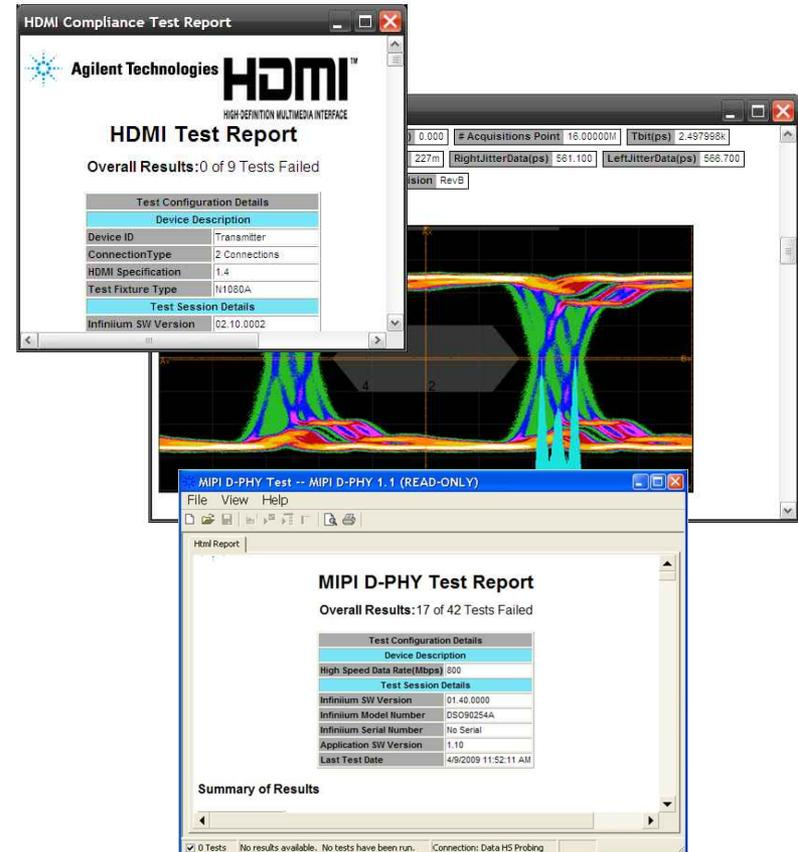 HDMI Compliance Test Report
Agilent Technologies HDMI™
HIGH-DEFINITION MULTIMEDIA INTERFACE
HDMI Test Report
Overall Results:0 of 9 Tests Failed
Test Configuration Details
Device Description
Device ID Transmitter
ConnectionType 2 Connections
HDMI Specification 1.4
Test Fixture Type N1080A
Test Session Details
Infiniium SW Version 02.10.0002
) 0.000 # Acquisitions Point 16.00000M Tbit(ps) 2.497998k
227m RightJitterData(ps) 561.100 LeftJitterData(ps) 566.700
ision RevB
4 2
MIPI D-PHY Test -- MIPI D-PHY 1.1 (READ-ONLY)
File View Help
Html Report
MIPI D-PHY Test Report
Overall Results:17 of 42 Tests Failed
Test Configuration Details
Device Description
High Speed Data Rate(Mbps) 800
Test Session Details
Infiniium SW Version 01.40.0000
Infiniium Model Number DSO90254A
Infiniium Serial Number No Serial
Application SW Version 1.10
Last Test Date 4/9/2009 11:52:11 AM
Summary of Results
0 Tests No results available. No tests have been run. Connection: Data HS Probing